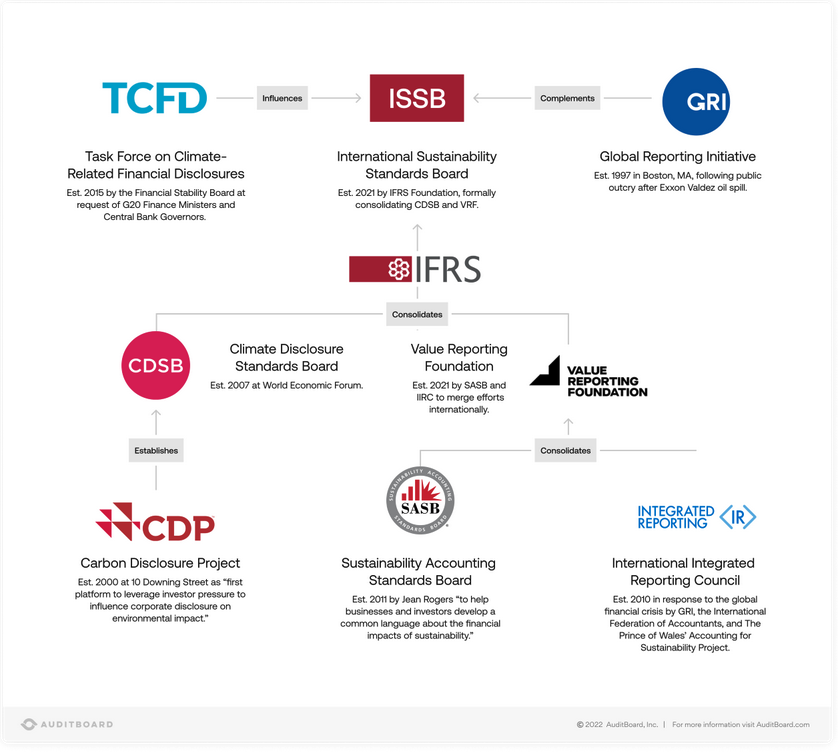 TCFD
Influences
ISSB
Complements
GRI
Task Force on Climate-
Related Financial Disclosures
Est. 2015 by the Financial Stability Board at
request of G20 Finance Ministers and
Central Bank Governors.
International Sustainability
Standards Board
Est. 2021 by IFRS Foundation, formally
consolidating CDSB and VRF.
Global Reporting Initiative
Est. 1997 in Boston, MA, following public
outcry after Exxon Valdez oil spill.
IFRS
Consolidates
CDSB
Climate Disclosure
Standards Board
Est. 2007 at World Economic Forum.
Value Reporting
Foundation
Est. 2021 by SASB and
IIRC to merge efforts
internationally.
VALUE
REPORTING
FOUNDATION
Establishes
Consolidates
CDP
SUSTAINABILITY ACCOUNTING
SASB
STANDARDS BOARD
INTEGRATED
REPORTING
IR
Carbon Disclosure Project
Est. 2000 at 10 Downing Street as “first
platform to leverage investor pressure to
influence corporate disclosure on
environmental impact.”
Sustainability Accounting
Standards Board
Est. 2011 by Jean Rogers “to help
businesses and investors develop a
common language about the financial
impacts of sustainability.”
International Integrated
Reporting Council
Est. 2010 in response to the global
financial crisis by GRI, the International
Federation of Accountants, and The
Prince of Wales’ Accounting for
Sustainability Project.
AUDITBOARD
© 2022 AuditBoard, Inc. | For more information visit AuditBoard.com